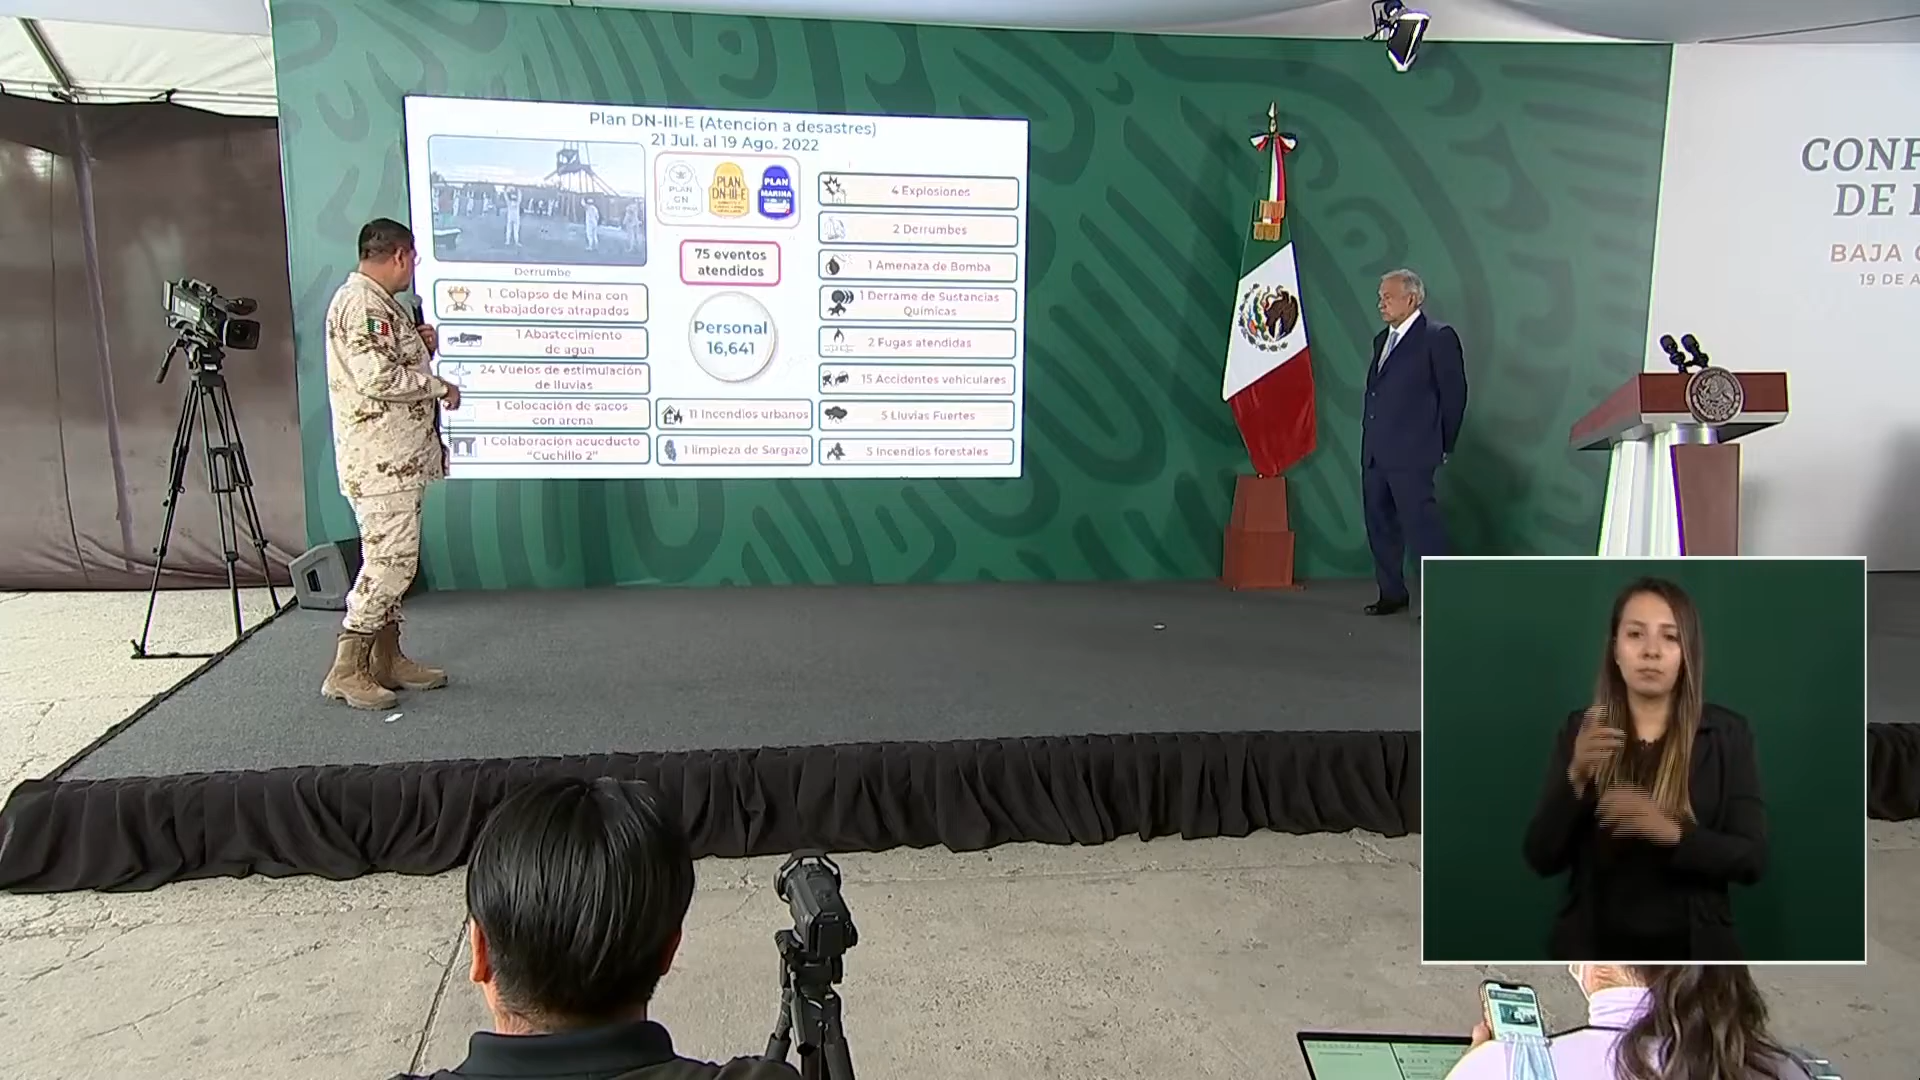 Plan DN-III-E (Atención a desastres)
21 Jul. al 19 Ago. 2022
Derrumbe
1 Colapso de Mina con
trabajadores atrapados
1 Abastecimiento
de agua
24 Vuelos de estimulación
de lluvias
1 Colocación de sacos
con arena
1 Colaboración acueducto
"Cuchillo 2"
PLAN
GN
PLAN
DN-III-E
PLAN
MARINA
75 eventos
atendidos
Personal
16,641
11 Incendios urbanos
1 limpieza de Sargazo
4 Explosiones
2 Derrumbes
1 Amenaza de Bomba
1 Derrame de Sustancias
Químicas
2 Fugas atendidas
15 Accidentes vehiculares
5 Lluvias Fuertes
5 Incendios forestales
CONF
DE
BAJA
19 DE A